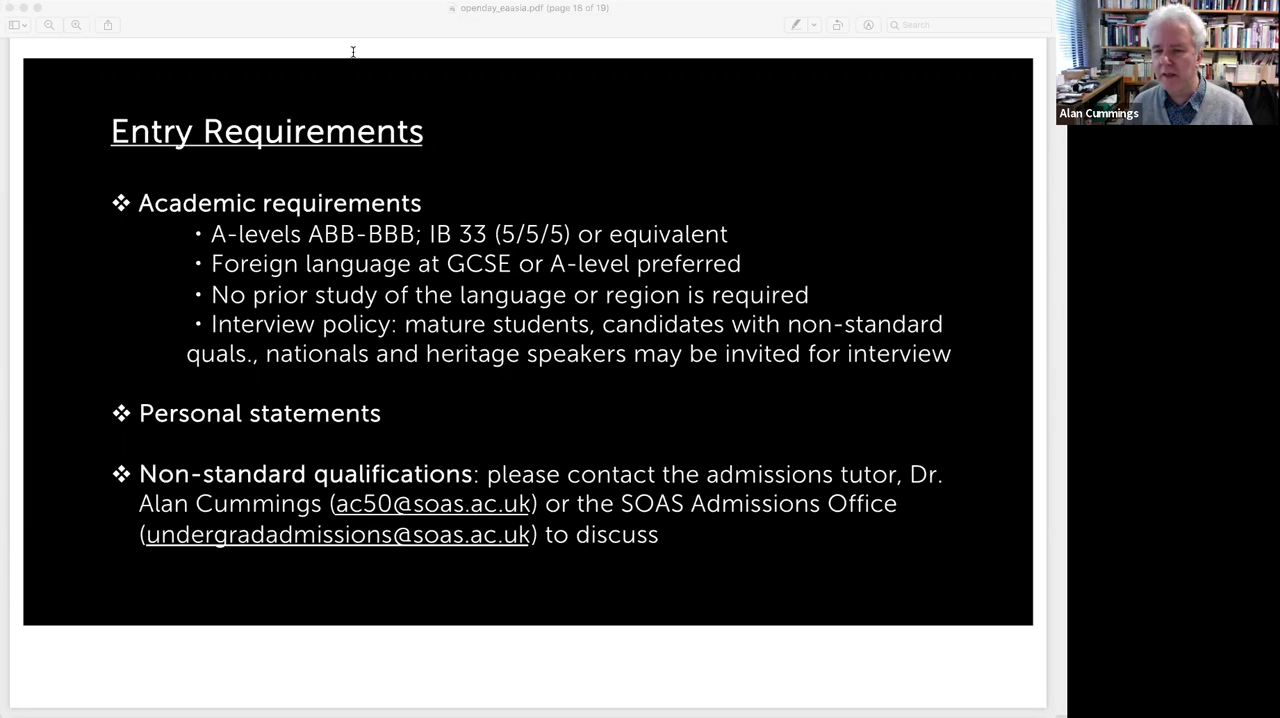 openday_eaasia.pdf (page 18 of 19)
Search
Alan Cummings
Entry Requirements
❖ Academic requirements
・A-levels ABB-BBB; IB 33 (5/5/5) or equivalent
・Foreign language at GCSE or A-level preferred
・No prior study of the language or region is required
・Interview policy: mature students, candidates with non-standard
quals., nationals and heritage speakers may be invited for interview
❖ Personal statements
❖ Non-standard qualifications: please contact the admissions tutor, Dr.
Alan Cummings (ac50@soas.ac.uk) or the SOAS Admissions Office
(undergradadmissions@soas.ac.uk) to discuss